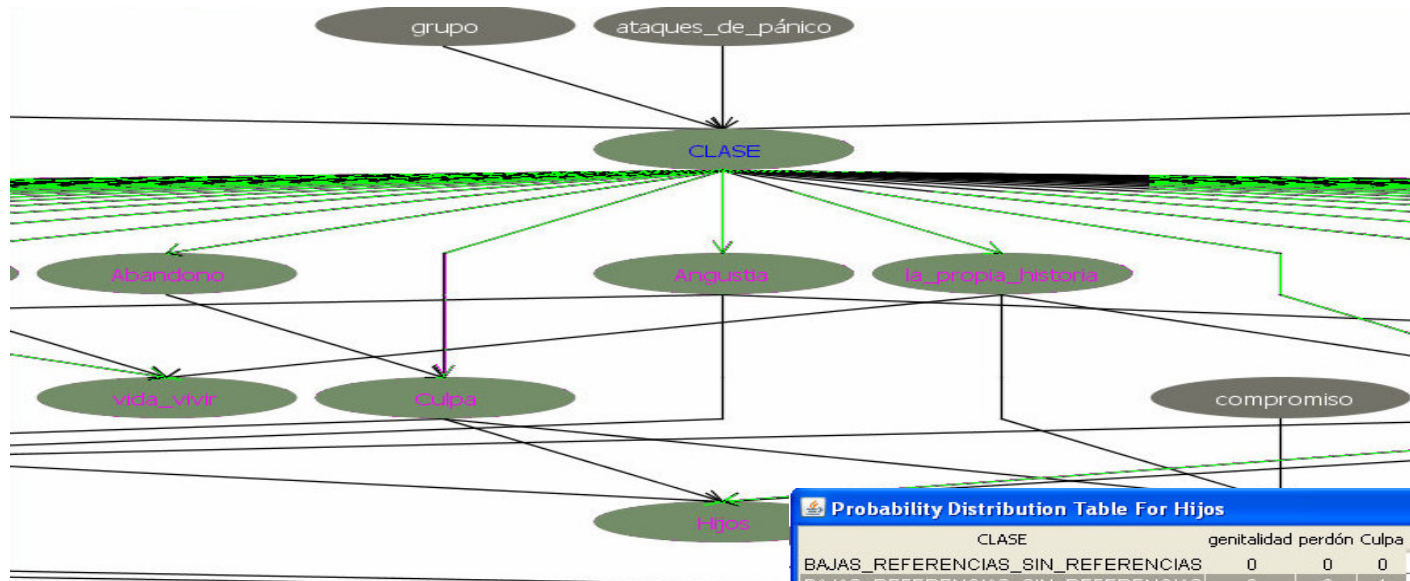 grupo ataques_de_pánico
CLASE
Abandono Angustia la_propia_historia
vida_vivir Culpa compromiso
Hijos
Probability Distribution Table For Hijos
CLASE genitalidad perdón Culpa
BAJAS_REFERENCIAS_SIN_REFERENCIAS 0 0 0